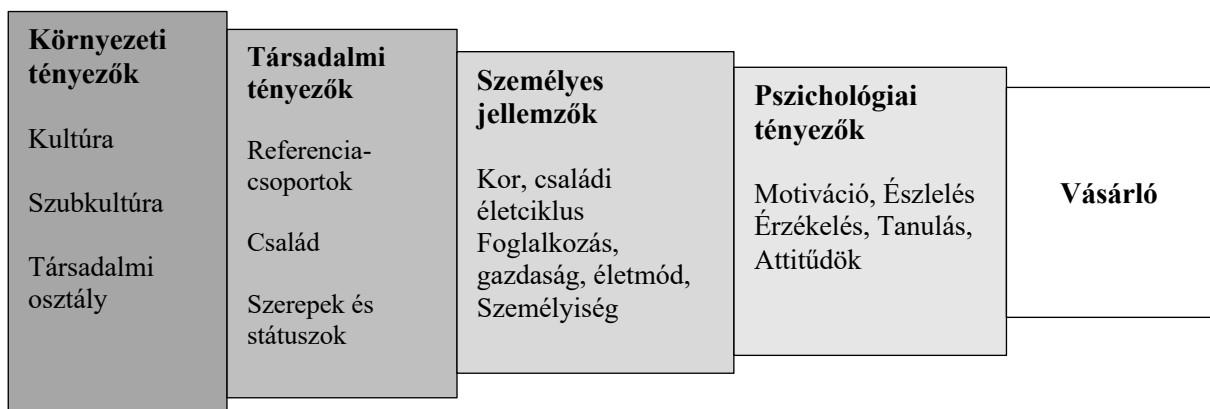 Környezeti
tényezők
Kultúra
Szubkultúra
Társadalmi
osztály
Társadalmi
tényezők
Referencia-
csoportok
Család
Szerepek és
státuszok
Személyes
jellemzők
Kor, családi
életciklus
Foglalkozás,
gazdaság, életmód,
Személyiség
Pszichológiai
tényezők
Motiváció, Észlelés
Érzékelés, Tanulás,
Attitűdök
Vásárló